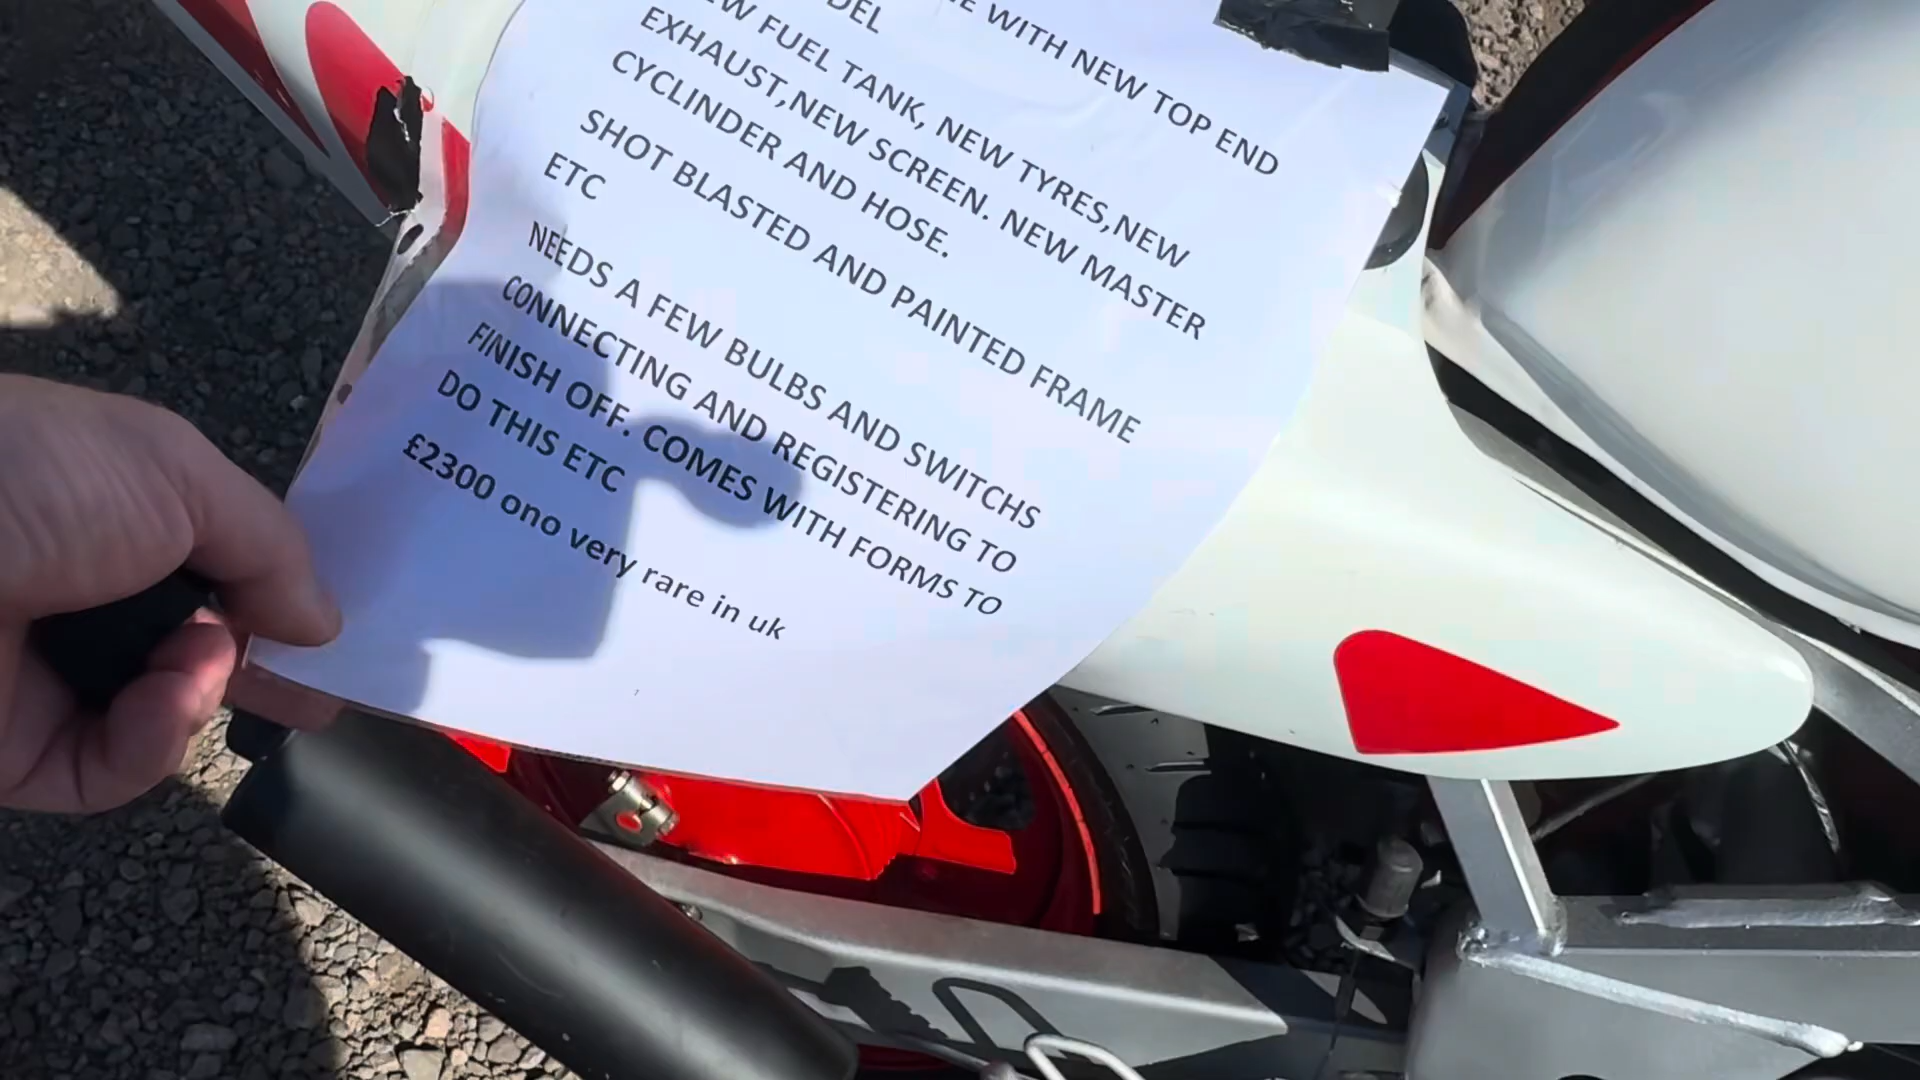 WITH NEW TOP END
FUEL TANK, NEW TYRES,NEW
EXHAUST,NEW SCREEN. NEW MASTER
CYCLINDER AND HOSE.
SHOT BLASTED AND PAINTED FRAME
ETC
NEEDS A FEW BULBS AND SWITCHS
CONNECTING AND REGISTERING TO
FINISH OFF. COMES WITH FORMS TO
DO THIS ETC
£2300 ono very rare in uk